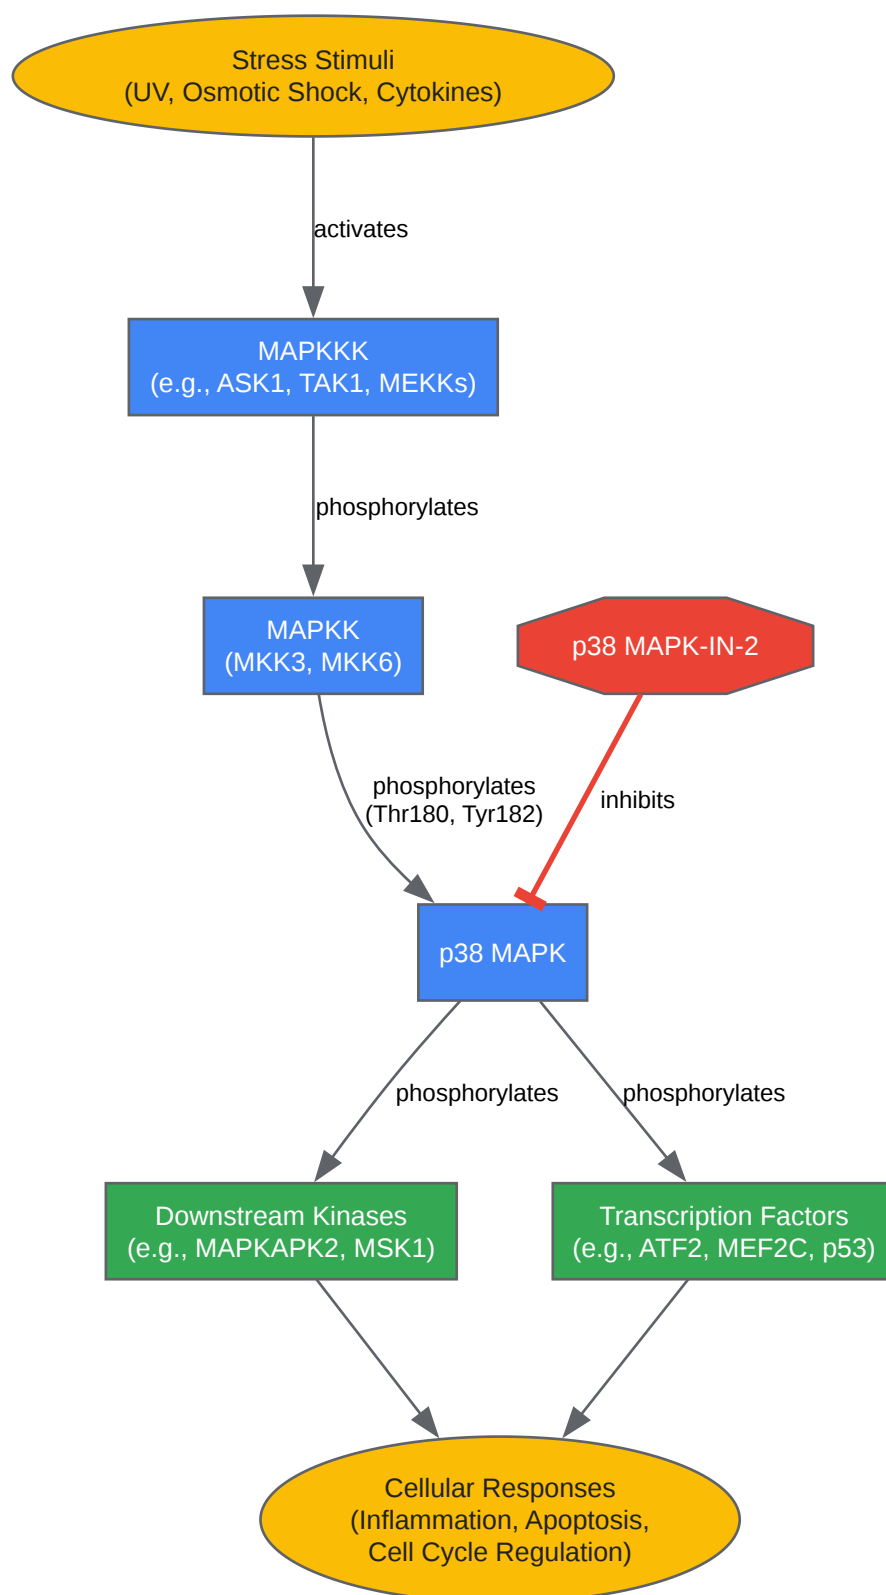 Stress Stimuli
(UV, Osmotic Shock, Cytokines)
activates
MAPKKK
(e.g., ASK1, TAK1, MEKKs)
phosphorylates
MAPKK
(MKK3, MKK6)
p38 MAPK-IN-2
phosphorylates
(Thr180, Tyr182)
inhibits
p38 MAPK
phosphorylates
phosphorylates
Downstream Kinases
(e.g., MAPKAPK2, MSK1)
Transcription Factors
(e.g., ATF2, MEF2C, p53)
Cellular Responses
(Inflammation, Apoptosis,
Cell Cycle Regulation)